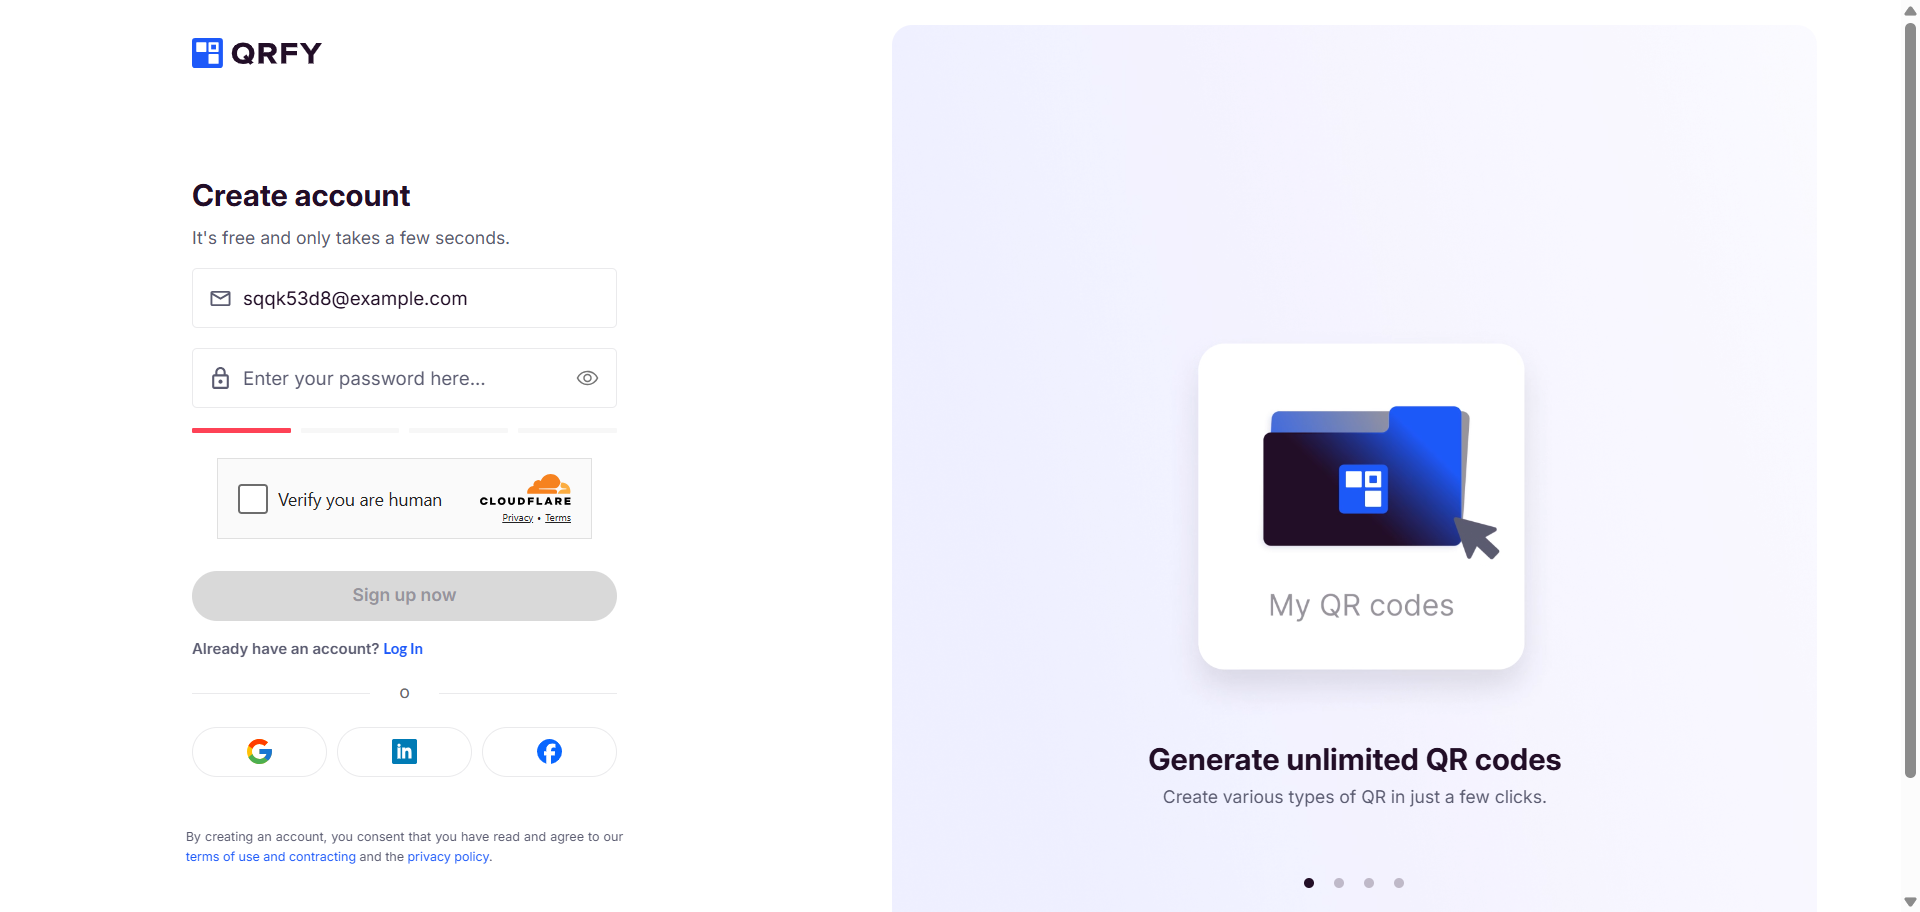 QRFY
Create account
It's free and only takes a few seconds.
sqqk53d8@example.com
Enter your password here...
Verify you are human
CLOUDFLARE
Privacy • Terms
Sign up now
Already have an account? Log In
O
in
By creating an account, you consent that you have read and agree to our
terms of use and contracting and the privacy policy.
My QR codes
Generate unlimited QR codes
Create various types of QR in just a few clicks.